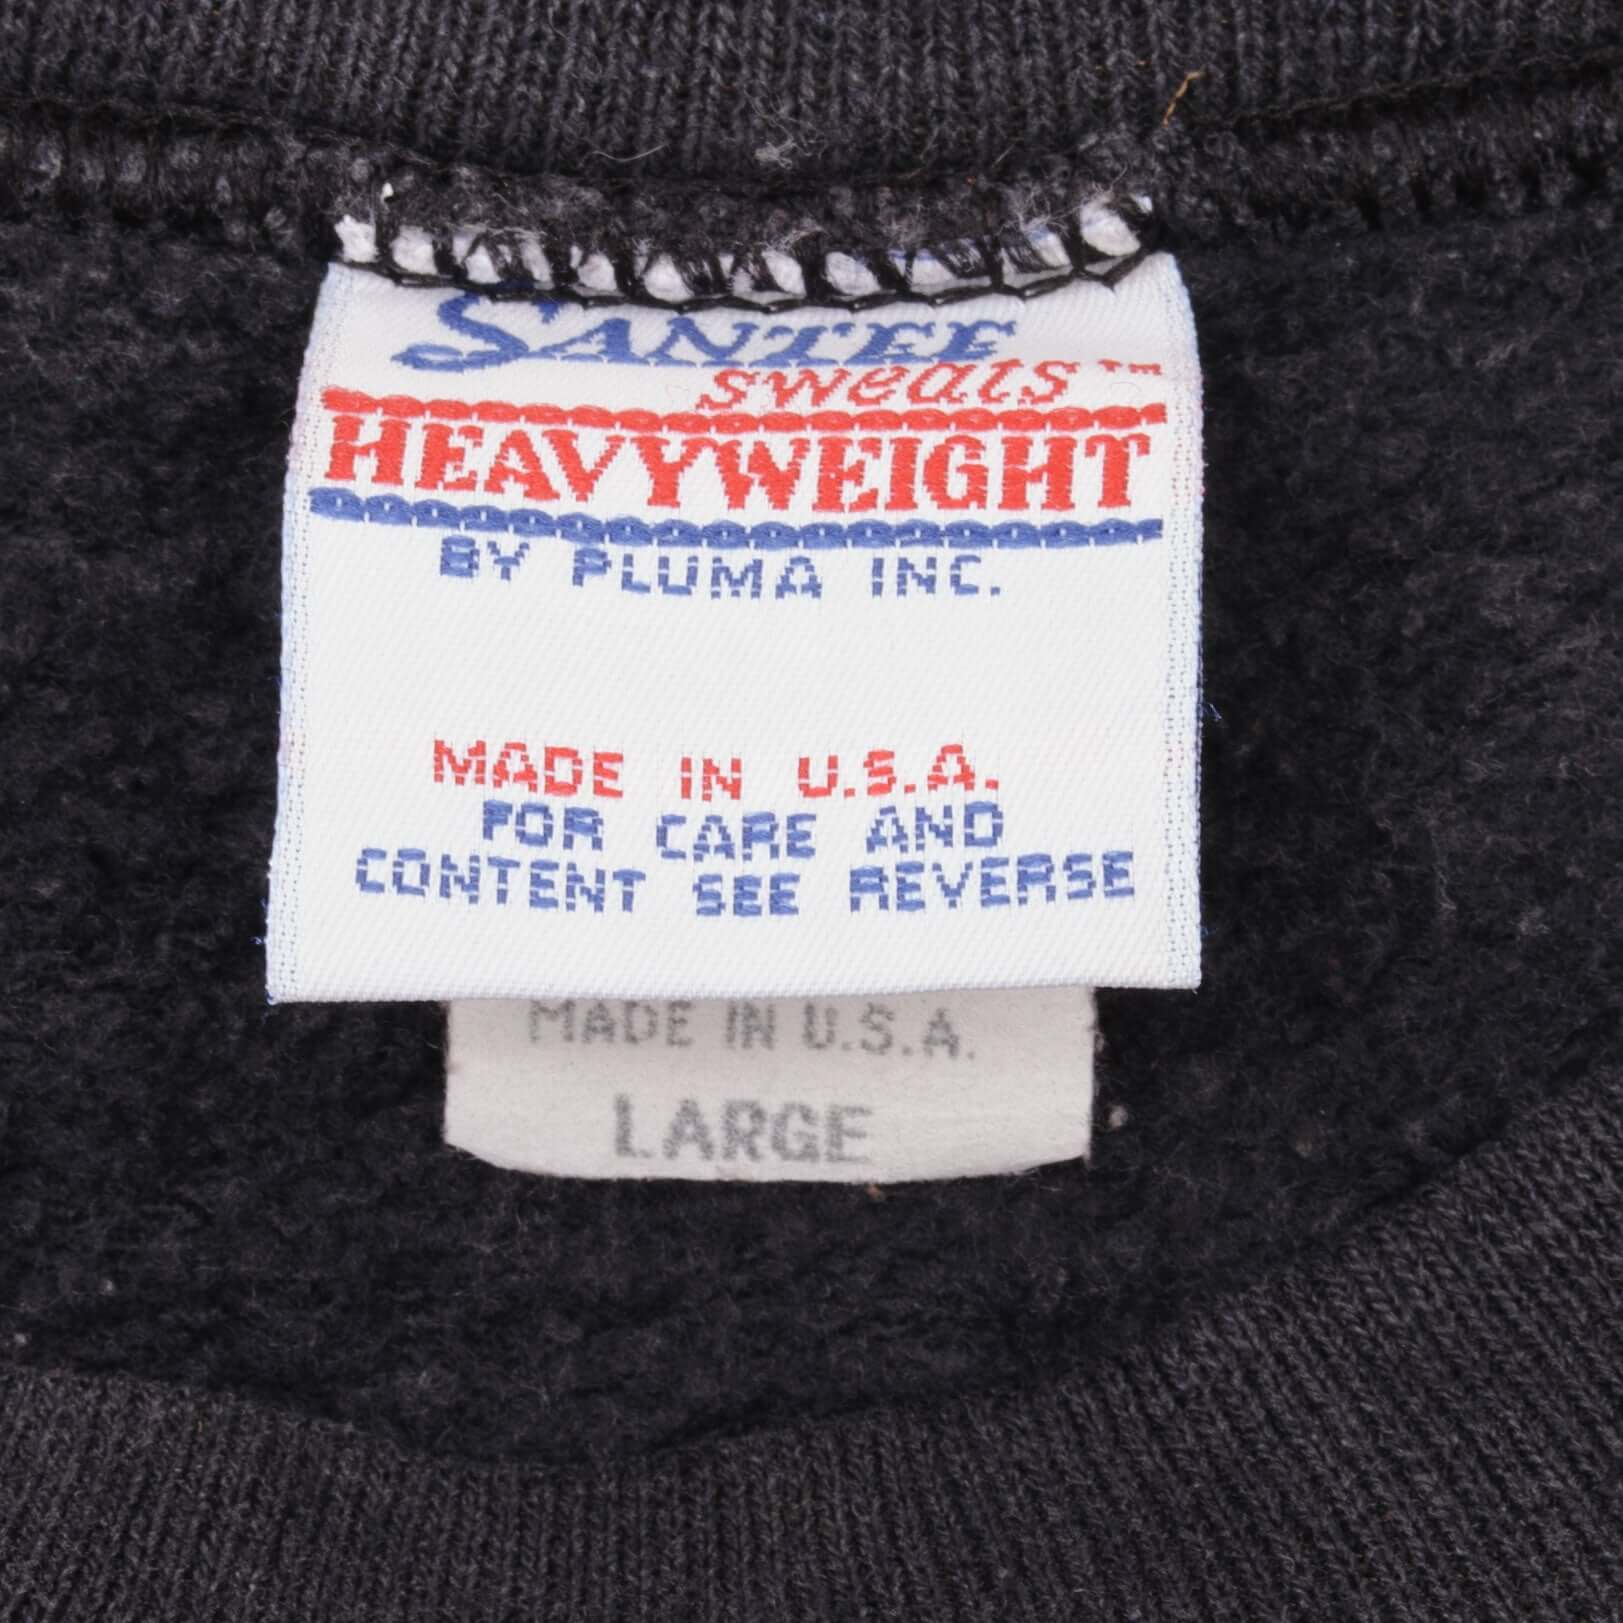 SANTEE
sweats™
HEAVYWEIGHT
BY PLUMA INC.
MADE IN U.S.A.
FOR CARE AND
CONTENT SEE REVERSE
MADE IN U.S.A.
LARGE